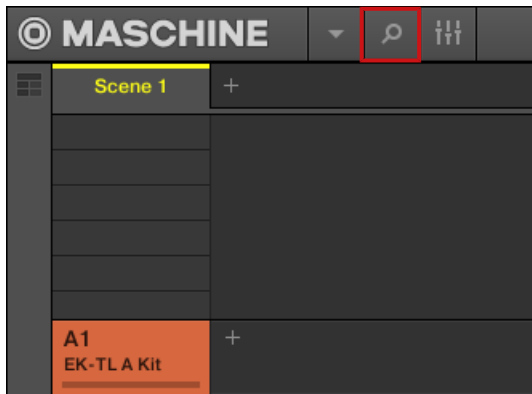 MASCHINE
Scene 1
+
A1
+
EK-TL A Kit